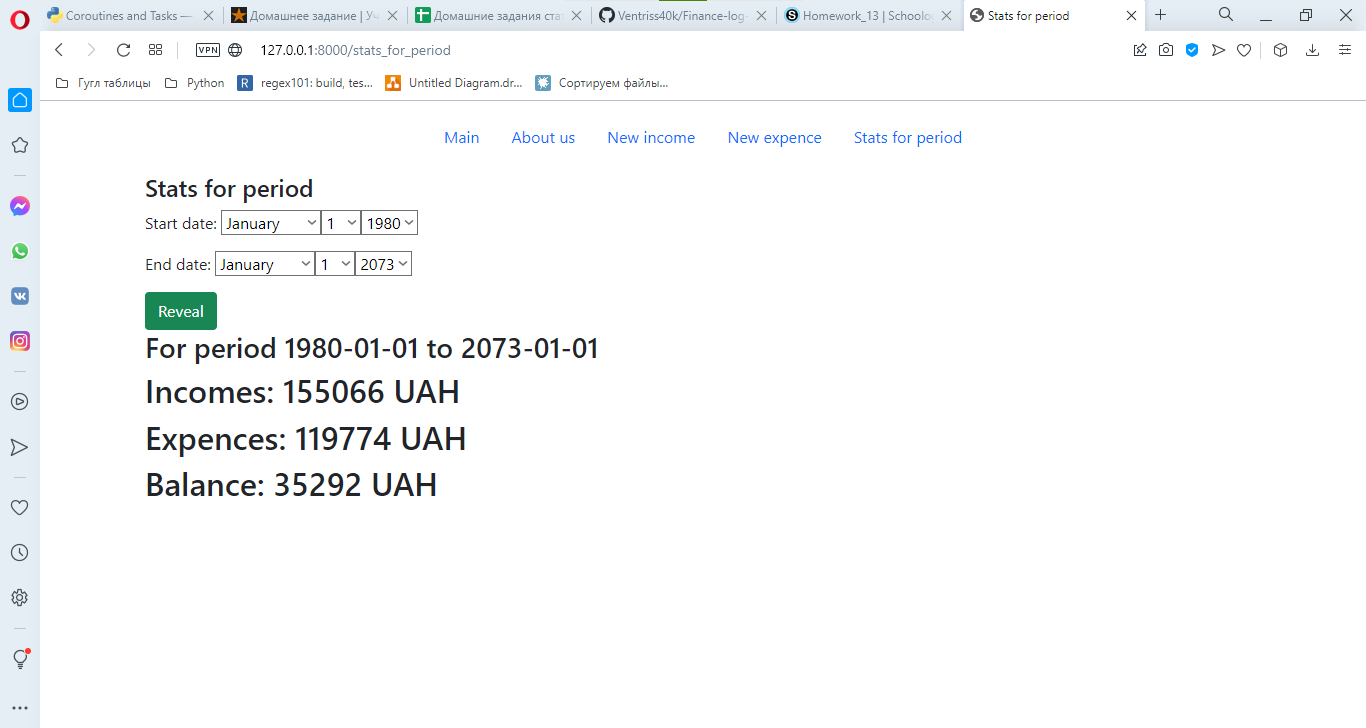 Coroutines and Tasks —
Домашнее задание | Уч
Домашние задания ста
Ventriss40k/Finance-log-
S Homework_13 | Schoolo
Stats for period
VPN 127.0.0.1:8000/stats_for_period
Гугл таблицы Python R regex101: build, tes... Untitled Diagram.dr... Сортируем файлы...
Main About us New income New expence Stats for period
Stats for period
Start date: January 1 1980
End date: January 1 2073
Reveal
For period 1980-01-01 to 2073-01-01
Incomes: 155066 UAH
Expences: 119774 UAH
Balance: 35292 UAH